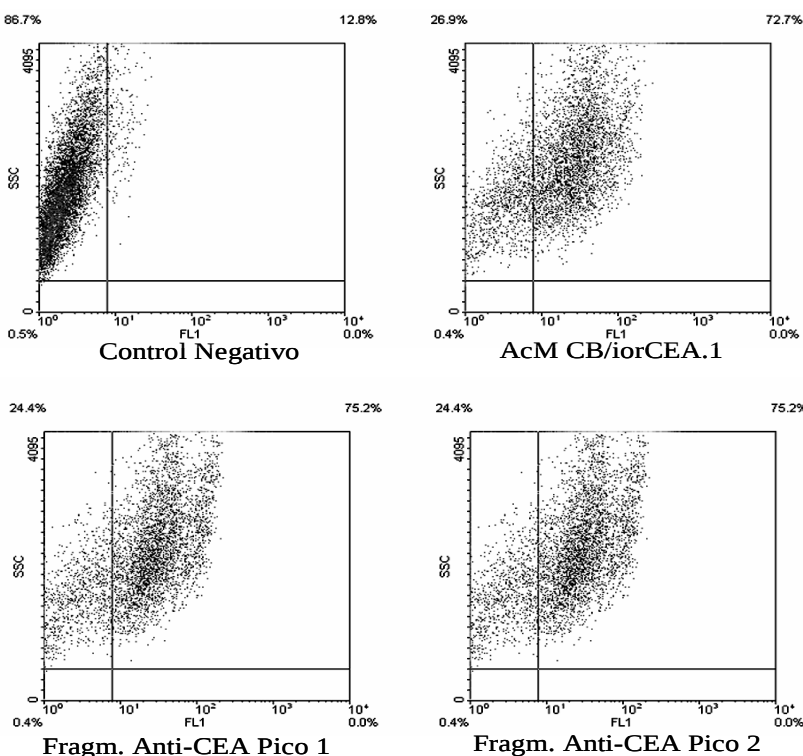 86.7% 12.8%
4095
SSC
0
10⁰ 10¹ 10² 10³ 10⁴
0.5% FL1 0.0%
Control Negativo
26.9% 72.7%
4095
SSC
0
10⁰ 10¹ 10² 10³ 10⁴
0.4% FL1 0.0%
AcM CB/iorCEA.1
24.4% 75.2%
4095
SSC
0
10⁰ 10¹ 10² 10³ 10⁴
0.4% FL1 0.0%
Fragm. Anti-CEA Pico 1
24.4% 75.2%
4095
SSC
0
10⁰ 10¹ 10² 10³ 10⁴
0.4% FL1 0.0%
Fragm. Anti-CEA Pico 2